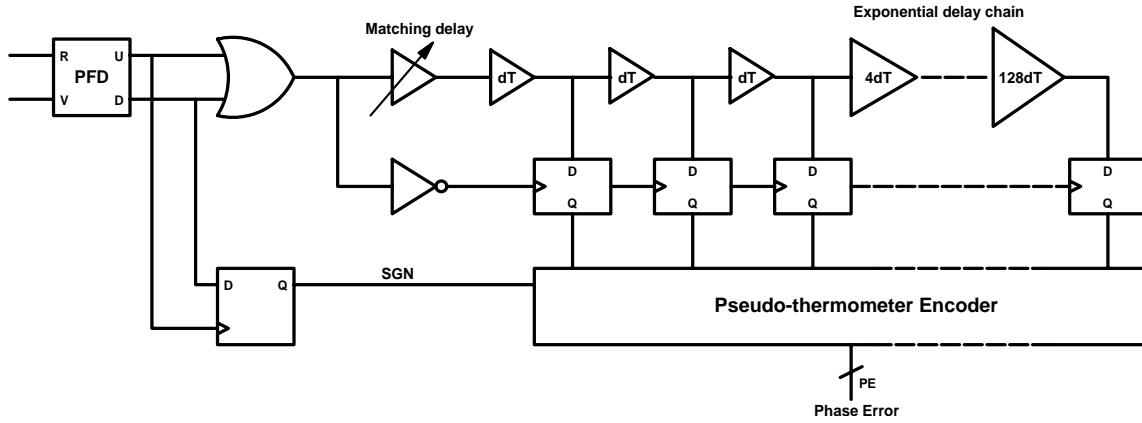 Exponential delay chain
Matching delay
R U
PFD
V D
dT dT dT 4dT 128dT
D D D D
Q Q Q Q
D Q SGN
Pseudo-thermometer Encoder
PE
Phase Error